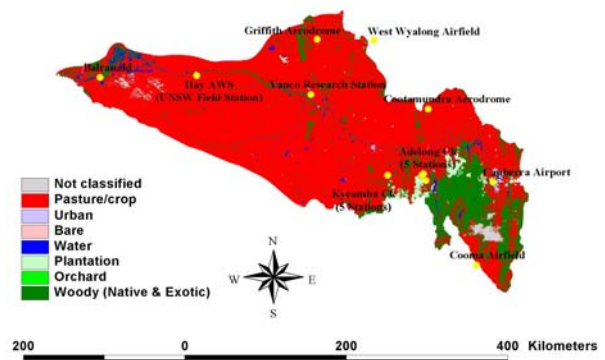 Griffith Aerodrome
West Wyalong Airfield
Balranald
Hay AWS
(UNSW Field Station)
Yanco Research Station
Cootamundra Aerodrome
Adelong Ck
(5 Stations)
Canberra Airport
Kyeamba Ck
(5 Stations)
Cooma Airfield
Not classified
Pasture/crop
Urban
Bare
Water
Plantation
Orchard
Woody (Native & Exotic)
N
W
E
S
200
0
200
400
Kilometers